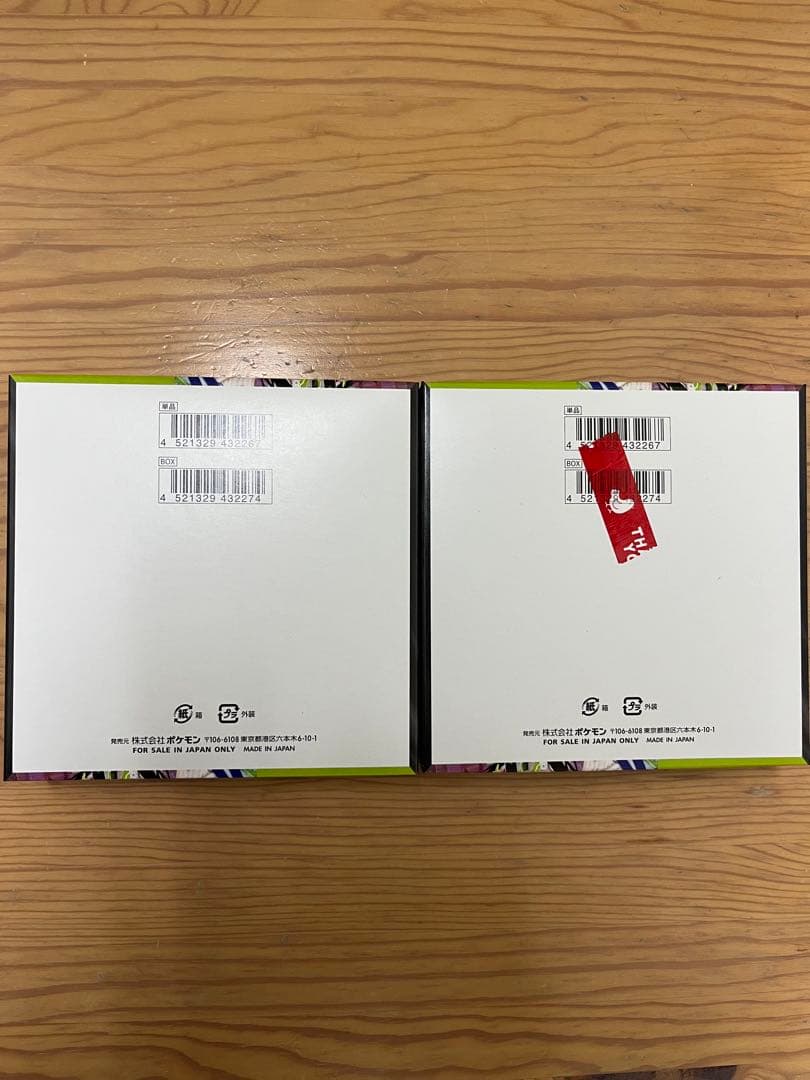 単品
4 521329 432267
BOX
4 521329 432274
紙 箱 プラ 外装
発売元 株式会社ポケモン 〒106-6108 東京都港区六本木6-10-1
FOR SALE IN JAPAN ONLY MADE IN JAPAN
単品
4 521329 432267
BOX
4 52 274
TH
YO
紙 箱 プラ 外装
発売元 株式会社ポケモン 〒106-6108 東京都港区六本木6-10-1
FOR SALE IN JAPAN ONLY MADE IN JAPAN